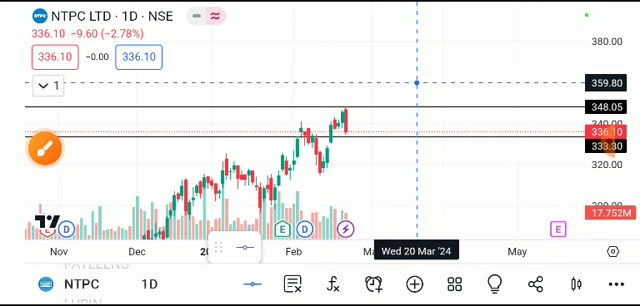 NTPC LTD · 1D · NSE
336.10 −9.60 (−2.78%)
336.10 −0.00 336.10
1
380.00
359.80
348.05
340.00
336.10
333.30
320.00
300.00
17.752M
E D E D E
Nov Dec 20 Feb Ma Wed 20 Mar '24 May
NTPC 1D